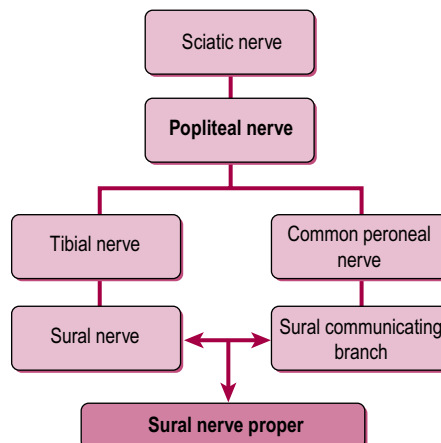 Sciatic nerve
Popliteal nerve
Tibial nerve
Common peroneal
nerve
Sural nerve
Sural communicating
branch
Sural nerve proper